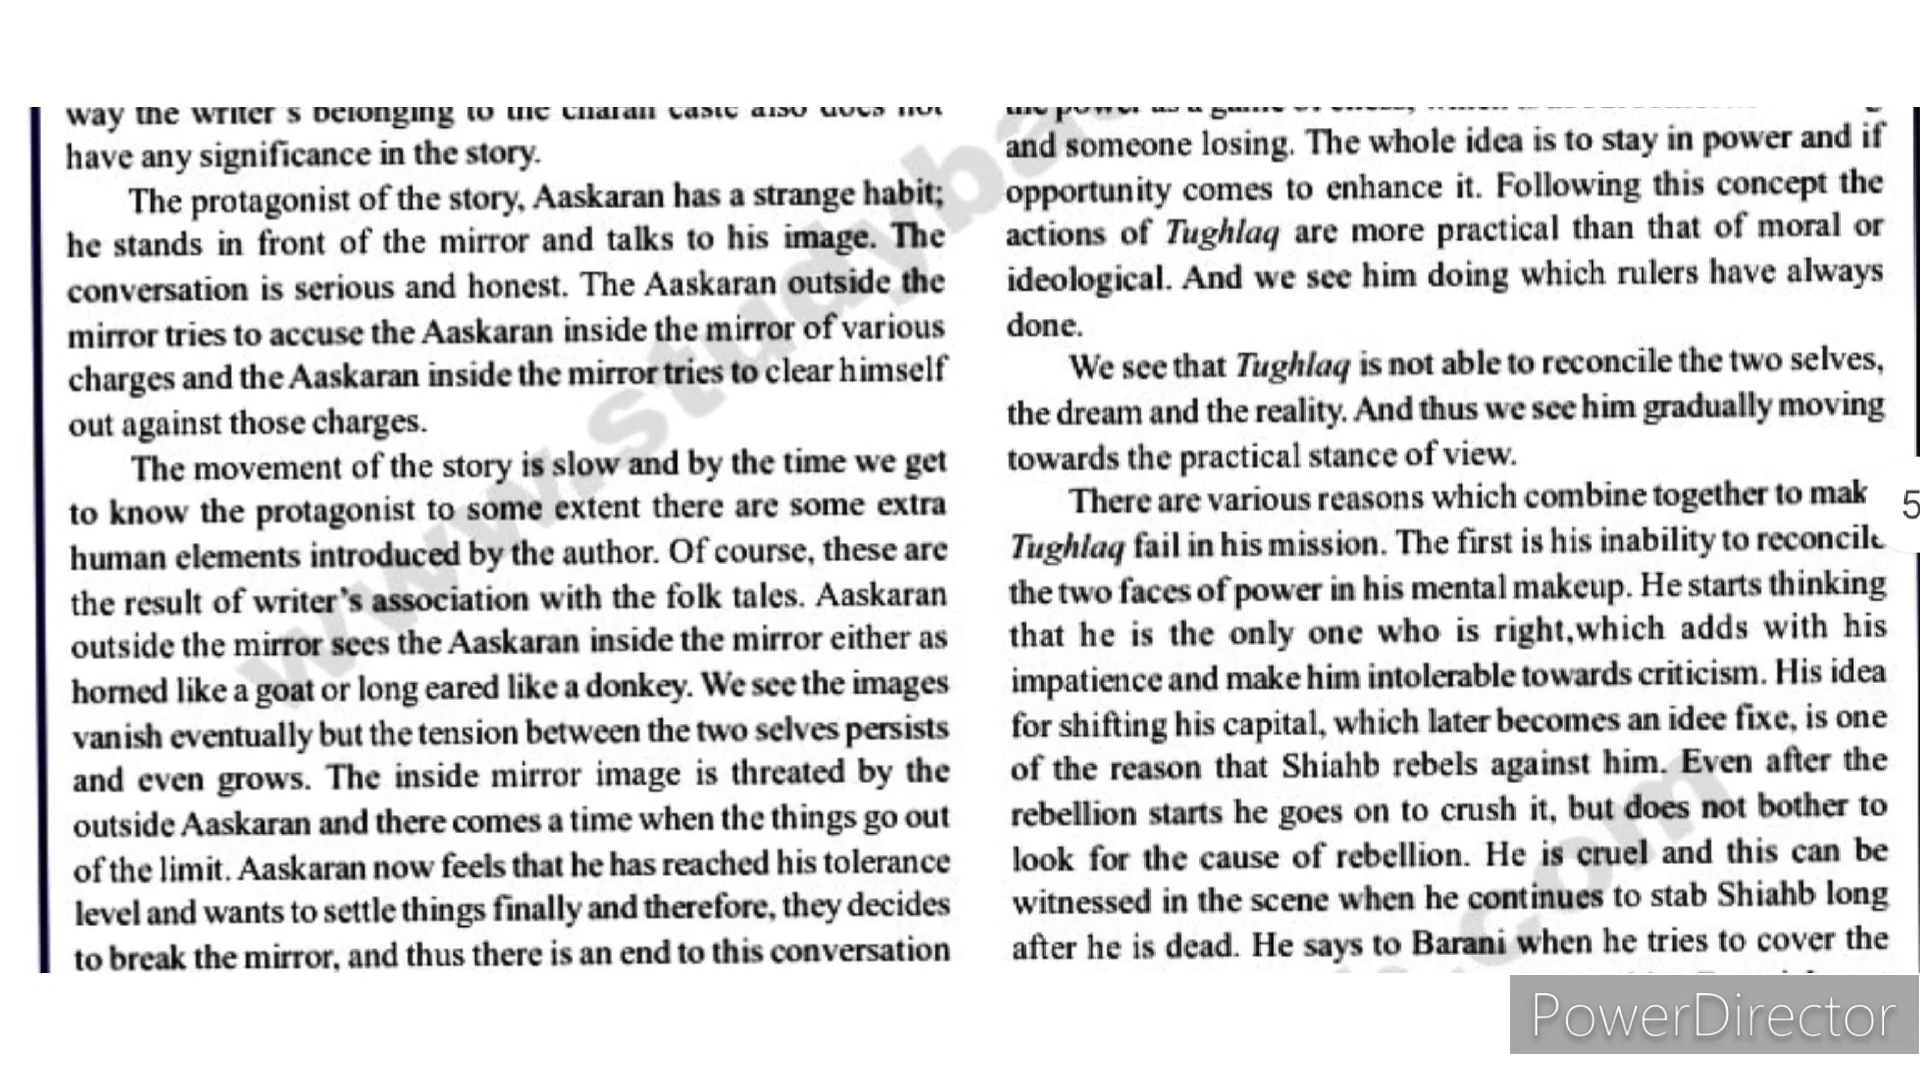 way the writer's belonging to the charan caste also does not
have any significance in the story.
The protagonist of the story, Aaskaran has a strange habit;
he stands in front of the mirror and talks to his image. The
conversation is serious and honest. The Aaskaran outside the
mirror tries to accuse the Aaskaran inside the mirror of various
charges and the Aaskaran inside the mirror tries to clear himself
out against those charges.
The movement of the story is slow and by the time we get
to know the protagonist to some extent there are some extra
human elements introduced by the author. Of course, these are
the result of writer's association with the folk tales. Aaskaran
outside the mirror sees the Aaskaran inside the mirror either as
horned like a goat or long eared like a donkey. We see the images
vanish eventually but the tension between the two selves persists
and even grows. The inside mirror image is threated by the
outside Aaskaran and there comes a time when the things go out
of the limit. Aaskaran now feels that he has reached his tolerance
level and wants to settle things finally and therefore, they decides
to break the mirror, and thus there is an end to this conversation
the power as a game of chess,
and someone losing. The whole idea is to stay in power and if
opportunity comes to enhance it. Following this concept the
actions of Tughlaq are more practical than that of moral or
ideological. And we see him doing which rulers have always
done.
We see that Tughlaq is not able to reconcile the two selves,
the dream and the reality. And thus we see him gradually moving
towards the practical stance of view.
There are various reasons which combine together to mak
Tughlaq fail in his mission. The first is his inability to reconcile
the two faces of power in his mental makeup. He starts thinking
that he is the only one who is right,which adds with his
impatience and make him intolerable towards criticism. His idea
for shifting his capital, which later becomes an idee fixe, is one
of the reason that Shiahb rebels against him. Even after the
rebellion starts he goes on to crush it, but does not bother to
look for the cause of rebellion. He is cruel and this can be
witnessed in the scene when he continues to stab Shiahb long
after he is dead. He says to Barani when he tries to cover the
5
PowerDirector